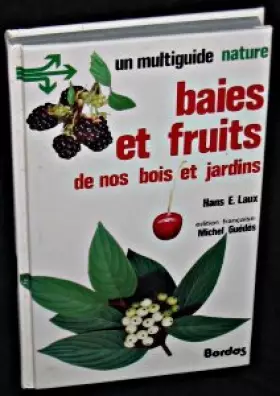 un multiguide nature
baies
et fruits
de nos bois et jardins
Hans E. Laux
édition française
Michel Guédès
Bordas